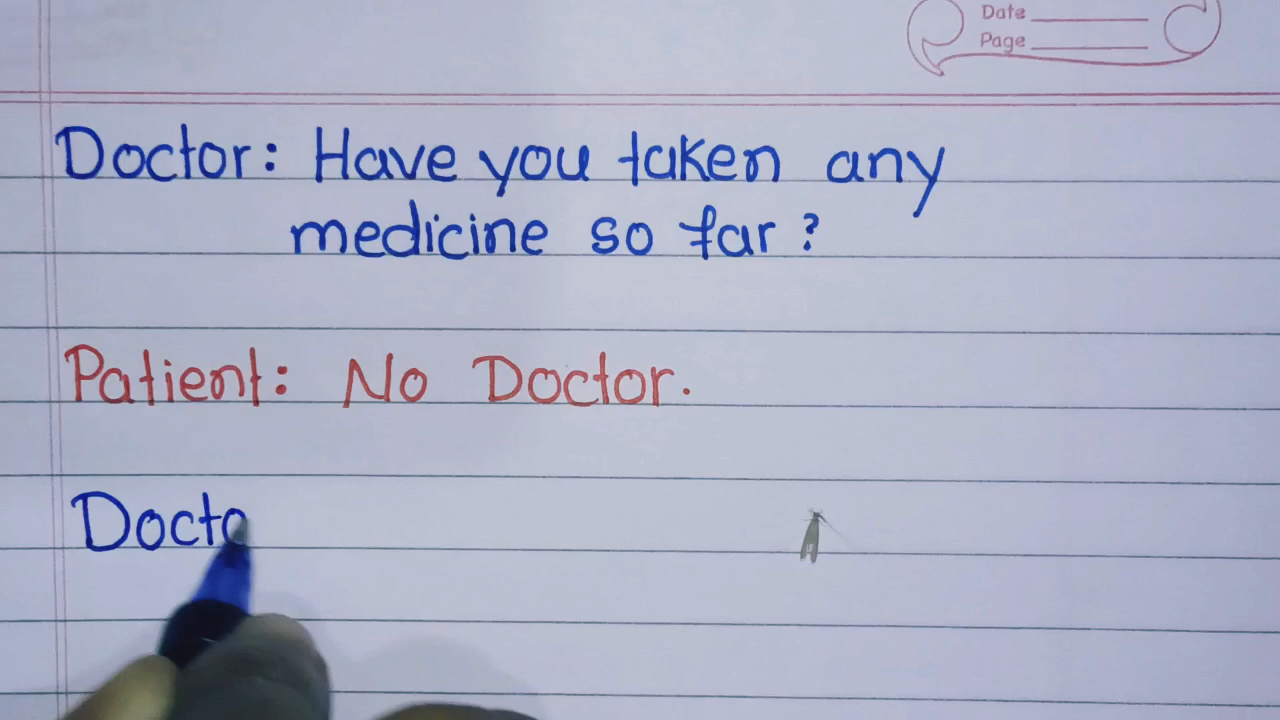 Date
Page
Doctor: Have you taken any
medicine so far?
Patient: No Doctor.
Docto